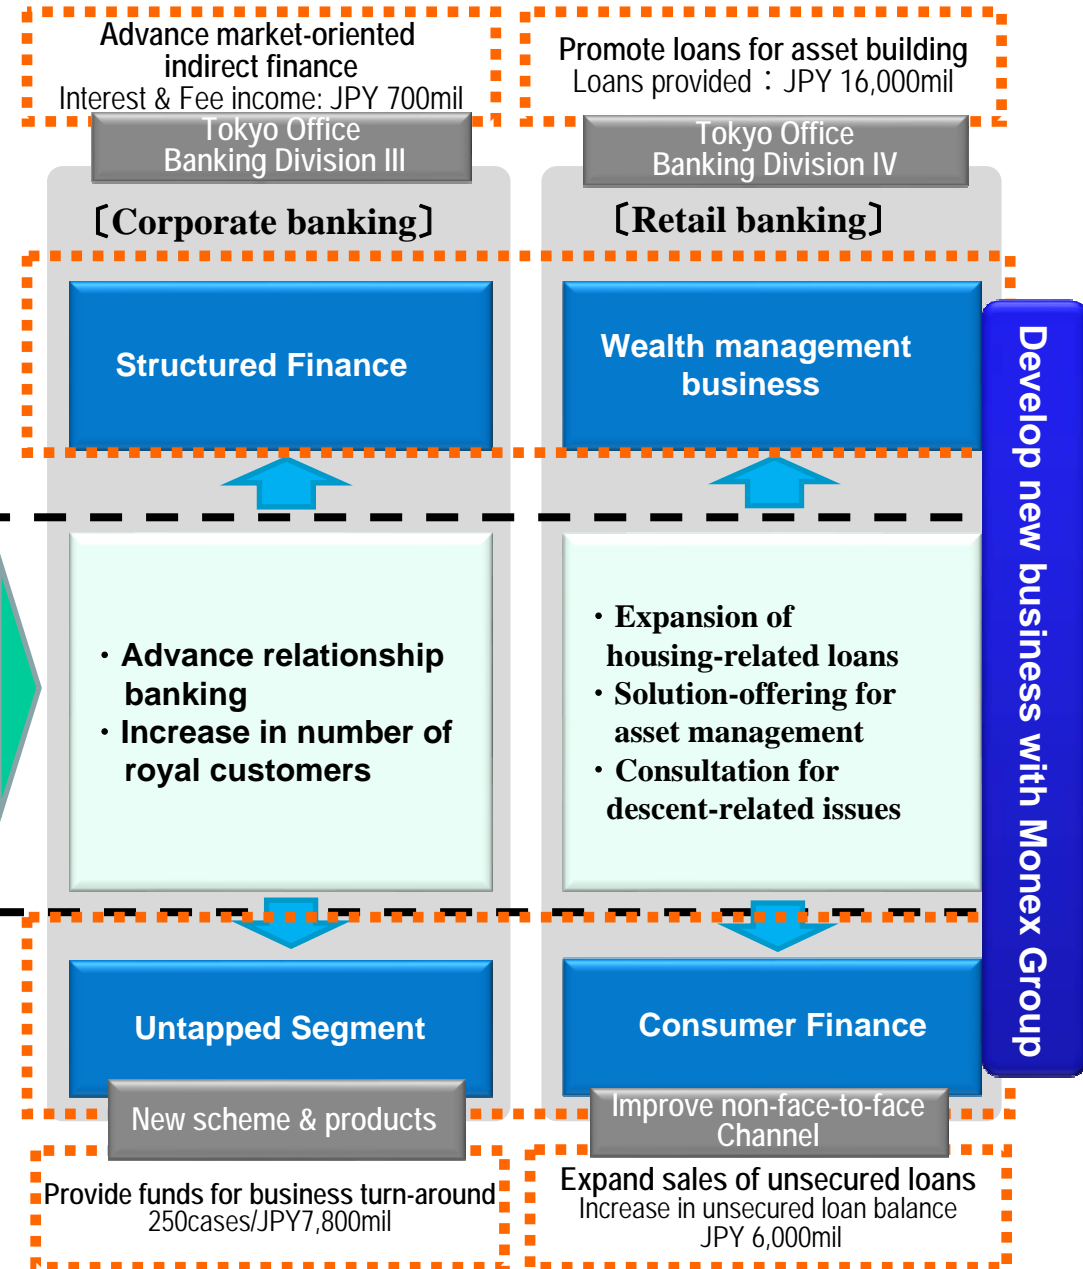 Advance market-oriented
indirect finance
Interest & Fee income: JPY 700mil
Tokyo Office
Banking Division III
〔Corporate banking〕
Structured Finance
・Advance relationship
banking
・Increase in number of
royal customers
Untapped Segment
New scheme & products
Provide funds for business turn-around
250cases/JPY7,800mil
Promote loans for asset building
Loans provided：JPY 16,000mil
Tokyo Office
Banking Division IV
〔Retail banking〕
Wealth management
business
・Expansion of
housing-related loans
・Solution-offering for
asset management
・Consultation for
descent-related issues
Consumer Finance
Improve non-face-to-face
Channel
Expand sales of unsecured loans
Increase in unsecured loan balance
JPY 6,000mil
Develop new business with Monex Group